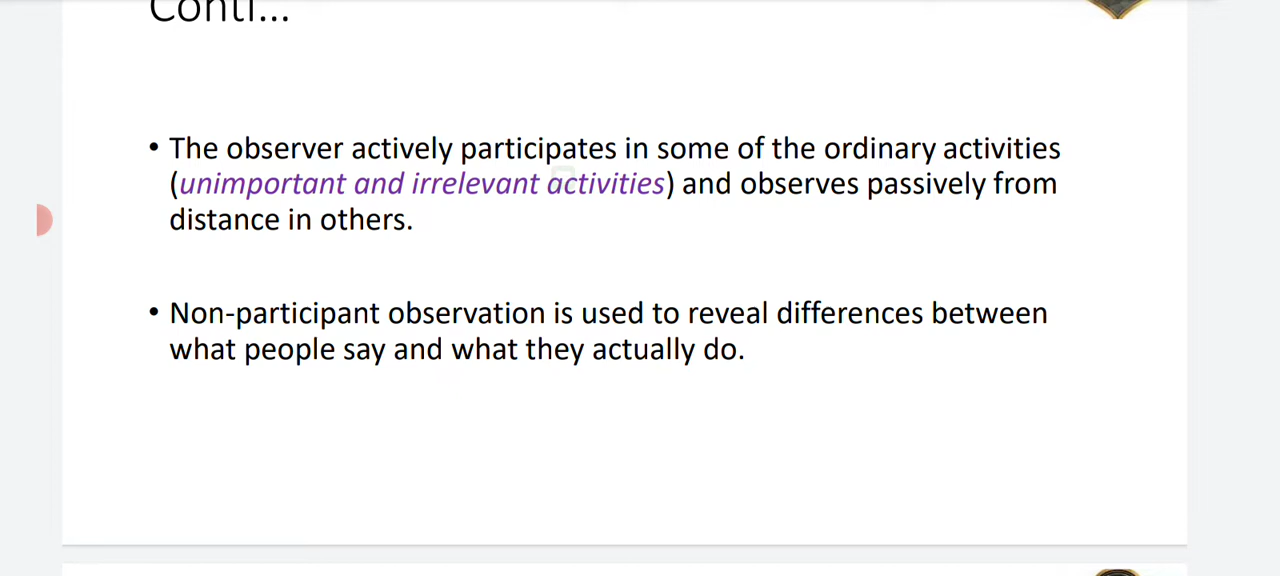 Conti...
• The observer actively participates in some of the ordinary activities
(unimportant and irrelevant activities) and observes passively from
distance in others.
• Non-participant observation is used to reveal differences between
what people say and what they actually do.